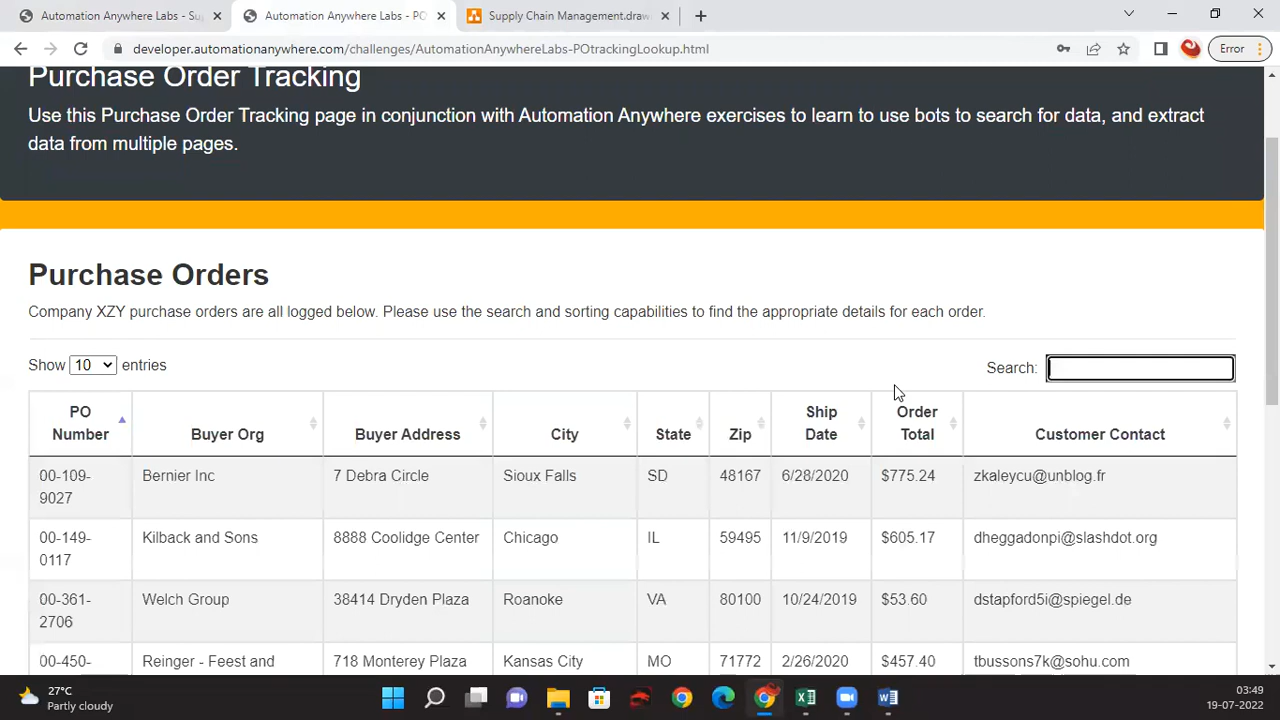 Automation Anywhere Labs - Su
Automation Anywhere Labs - PO
Supply Chain Management.draw
developer.automationanywhere.com/challenges/AutomationAnywhereLabs-POtrackingLookup.html
Error
Purchase Order Tracking
Use this Purchase Order Tracking page in conjunction with Automation Anywhere exercises to learn to use bots to search for data, and extract
data from multiple pages.
Purchase Orders
Company XZY purchase orders are all logged below. Please use the search and sorting capabilities to find the appropriate details for each order.
Show 10 entries
Search:
PO Number Buyer Org Buyer Address City State Zip Ship Date Order Total Customer Contact
00-109- Bernier Inc 7 Debra Circle Sioux Falls SD 48167 6/28/2020 $775.24 zkaleycu@unblog.fr
9027
00-149- Kilback and Sons 8888 Coolidge Center Chicago IL 59495 11/9/2019 $605.17 dheggadonpi@slashdot.org
0117
00-361- Welch Group 38414 Dryden Plaza Roanoke VA 80100 10/24/2019 $53.60 dstapford5i@spiegel.de
2706
00-450- Reinger - Feest and 718 Monterey Plaza Kansas City MO 71772 2/26/2020 $457.40 tbussons7k@sohu.com
27°C
Partly cloudy
03:49
19-07-2022